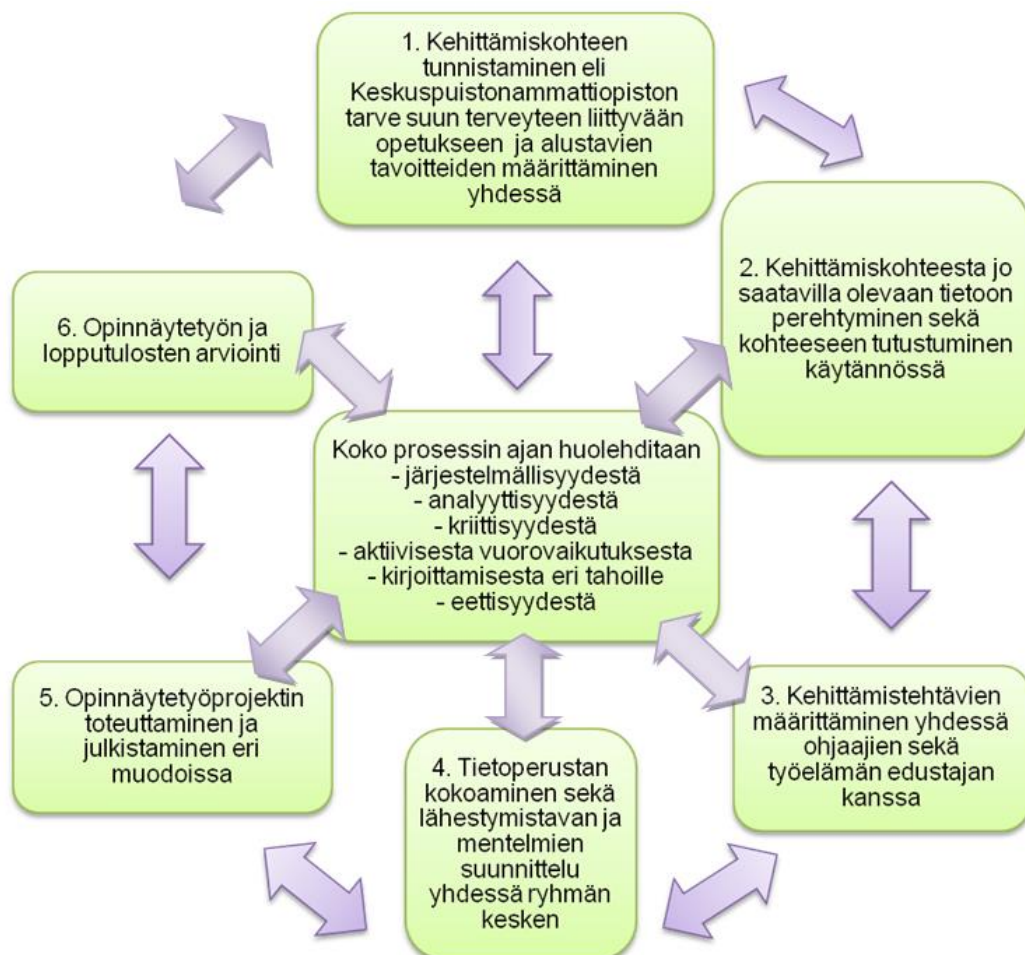 1. Kehittämiskohteen
tunnistaminen eli
Keskuspuistonammattiopiston
tarve suun terveyteen liittyvään
opetukseen ja alustavien
tavoitteiden määrittäminen
yhdessä
2. Kehittämiskohteesta jo
saatavilla olevaan tietoon
perehtyminen sekä
kohteeseen tutustuminen
käytännössä
3. Kehittämistehtävien
määrittäminen yhdessä
ohjaajien sekä
työelämän edustajan
kanssa
4. Tietoperustan
kokoaminen sekä
lähestymistavan ja
mentelmien
suunnittelu
yhdessä ryhmän
kesken
5. Opinnäytetyöprojektin
toteuttaminen ja
julkistaminen eri
muodoissa
6. Opinnäytetyön ja
lopputulosten arviointi
Koko prosessin ajan huolehditaan
- järjestelmällisyydestä
- analyyttisyydestä
- kriittisyydestä
- aktiivisesta vuorovaikutuksesta
- kirjoittamisesta eri tahoille
- eettisyydestä